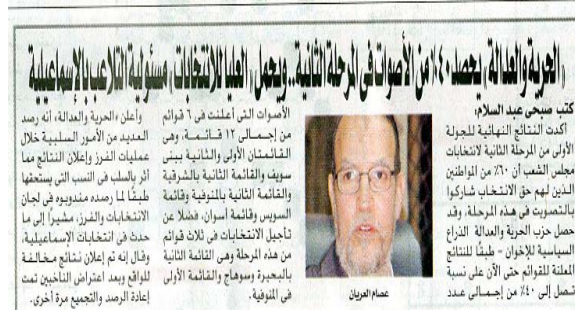 «الحرية والعدالة» يحصد ٤٠٪ من الأصوات فى المرحلة الثانية.. ويحمل «العليا للانتخابات» مسئولية التلاعب بالإسماعيلية
كتب صبحى عبد السلام:
أكدت النتائج النهائية للجولة
الأولى من المرحلة الثانية لانتخابات
مجلس الشعب أن ٦٠٪ من المواطنين
الذين لهم حق الانتخاب شاركوا
بالتصويت فى هذه المرحلة، وقد
حصل حزب الحرية والعدالة الذراع
السياسية للإخوان - طبقًا للنتائج
المعلنة للقوائم حتى الآن على نسبة
تصل إلى ٤٠٪ من إجمالى عدد
عصام العريان
الأصوات التى أعلنت فى ٦ قوائم
من إجمالى ١٢ قائمة، وهى
القائمتان الأولى والثانية ببنى
سويف والقائمة الثانية بالشرقية
والقائمة الثانية بالمنوفية وقائمة
السويس وقائمة أسوان، فضلا عن
تأجيل الانتخابات فى ثلاث قوائم
من هذه المرحلة وهى القائمة الثانية
بالبحيرة وسوهاج والقائمة الأولى
فى المنوفية.
وأعلن «الحرية والعدالة، أنه رصد
العديد من الأمور السلبية خلال
عمليات الفرز وإعلان النتائج مما
أثر بالسلب فى النسب التى يستحقها
طبقًا لما رصده مندوبوه فى لجان
الانتخابات والفرز، مشيرًا إلى ما
حدث فى انتخابات الإسماعيلية،
وقال إنه تم إعلان نتائج مخالفة
للواقع وبعد اعتراض الناخبين تمت
إعادة الرصد والتجميع مرة أخرى.